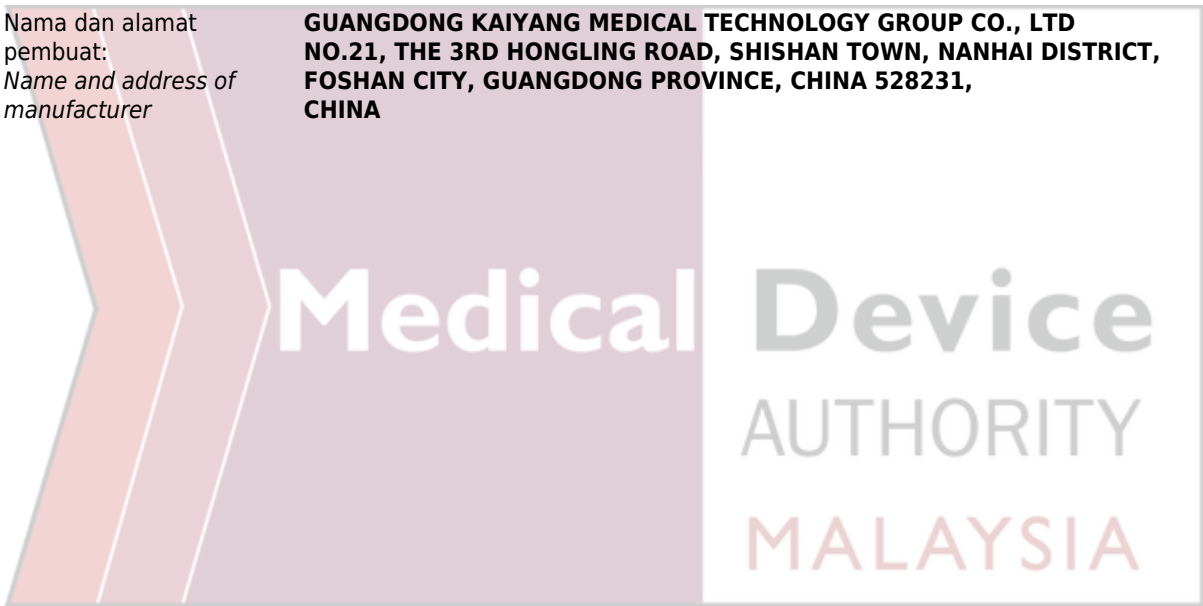 Nama dan alamat
pembuat:
Name and address of
manufacturer
GUANGDONG KAIYANG MEDICAL TECHNOLOGY GROUP CO., LTD
NO.21, THE 3RD HONGLING ROAD, SHISHAN TOWN, NANHAI DISTRICT,
FOSHAN CITY, GUANGDONG PROVINCE, CHINA 528231,
CHINA
Medical Device
AUTHORITY
MALAYSIA